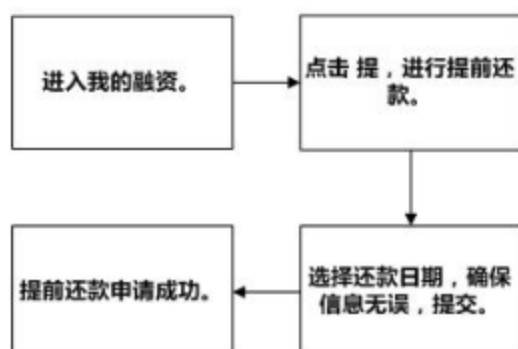 进入我的融资。
点击 提，进行提前还
款。
选择还款日期，确保
信息无误，提交。
提前还款申请成功。